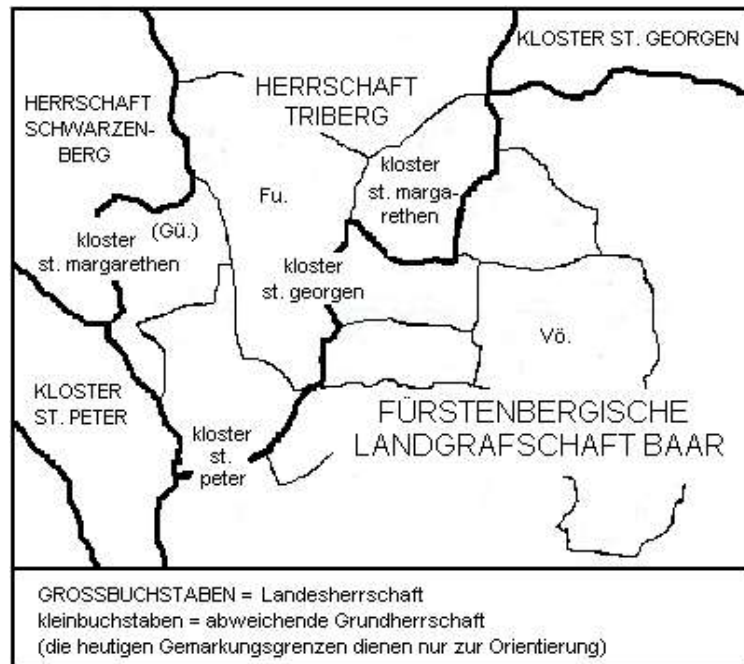 KLOSTER ST. GEORGEN
HERRSCHAFT
TRIBERG
HERRSCHAFT
SCHWARZEN-
BERG
kloster
st. marga-
rethen
Fu.
(Gü.)
kloster
st. margarethen
kloster
st. georgen
Vö.
KLOSTER
ST. PETER
FÜRSTENBERGISCHE
LANDGRAFSCHAFT BAAR
kloster
st.
peter
GROSSBUCHSTABEN = Landesherrschaft
kleinbuchstaben = abweichende Grundherrschaft
(die heutigen Gemarkungsgrenzen dienen nur zur Orientierung)